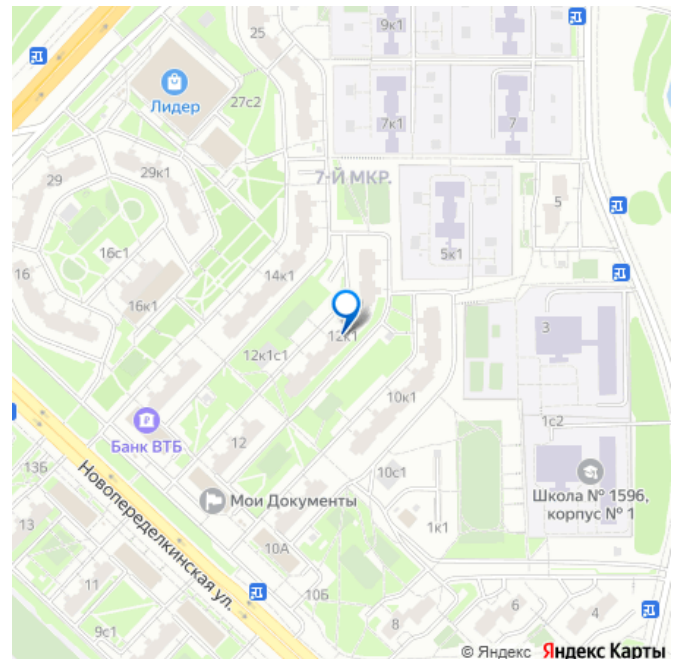 25
9к1
Лидер
27с2
7к1
7
29
29к1
7-Й МКР.
5
16с1
5к1
16
14к1
16к1
12к1
3
12к1с1
10к1
1с2
Банк ВТБ
12
13Б
10с1
Школа № 1596,
корпус № 1
Мои Документы
1к1
Новопеределкинская ул.
13
10А
11
10Б
8
6
4
9с1
© Яндекс Яндекс Карты